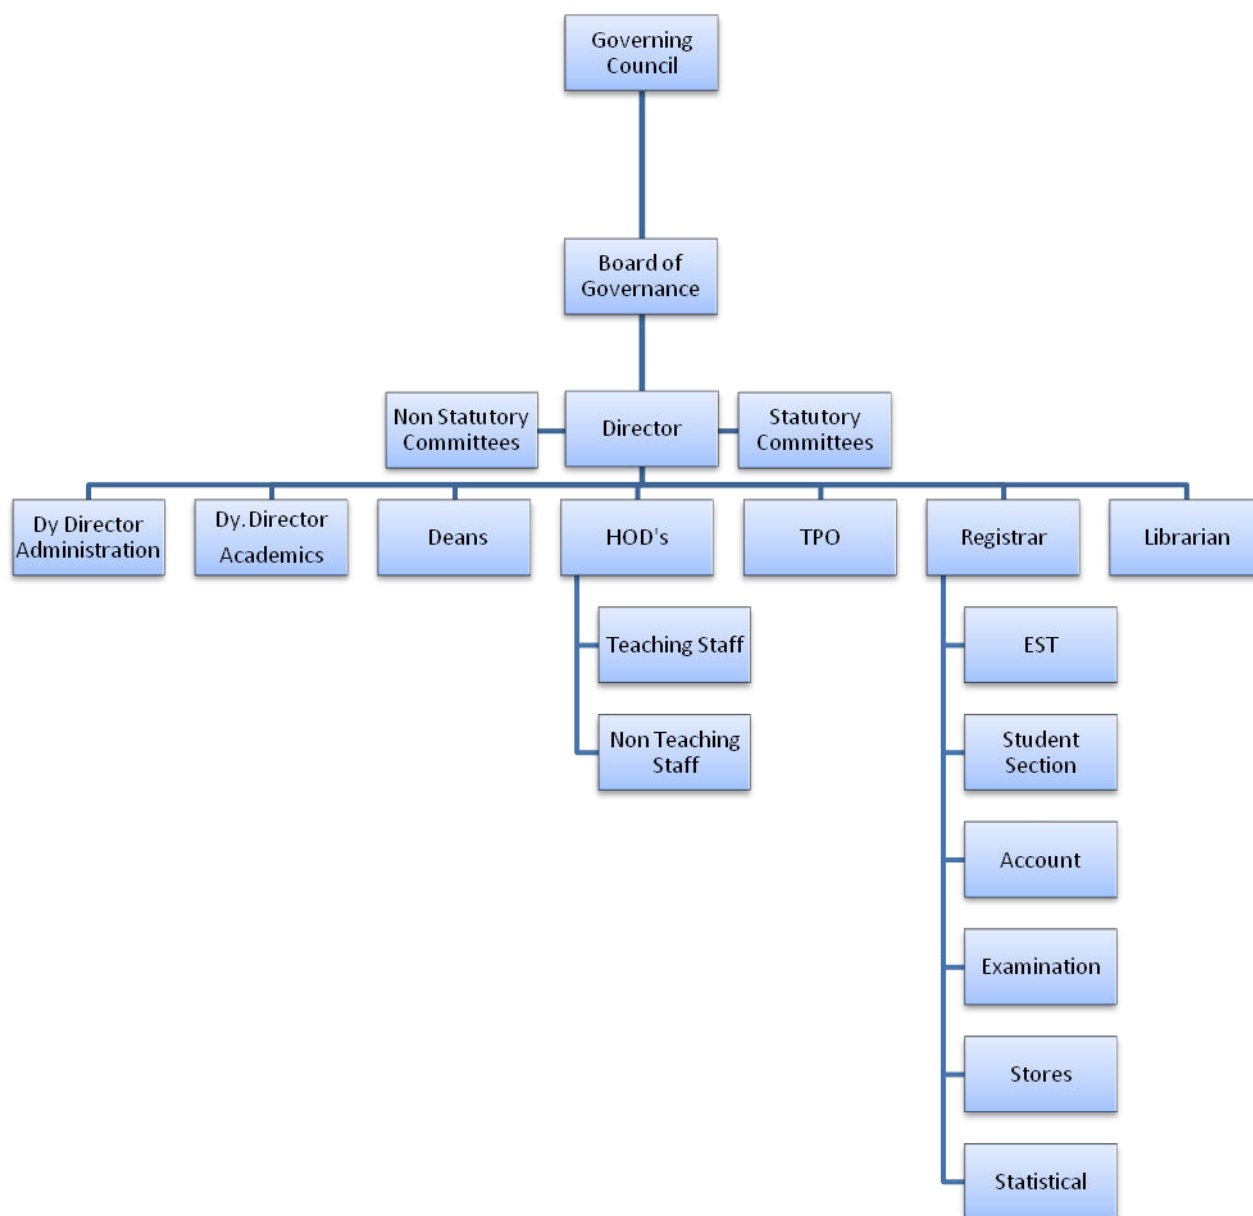 Governing
Council
Board of
Governance
Non Statutory
Committees
Director
Statutory
Committees
Dy Director
Administration
Dy. Director
Academics
Deans
HOD's
TPO
Registrar
Librarian
Teaching Staff
Non Teaching
Staff
EST
Student
Section
Account
Examination
Stores
Statistical